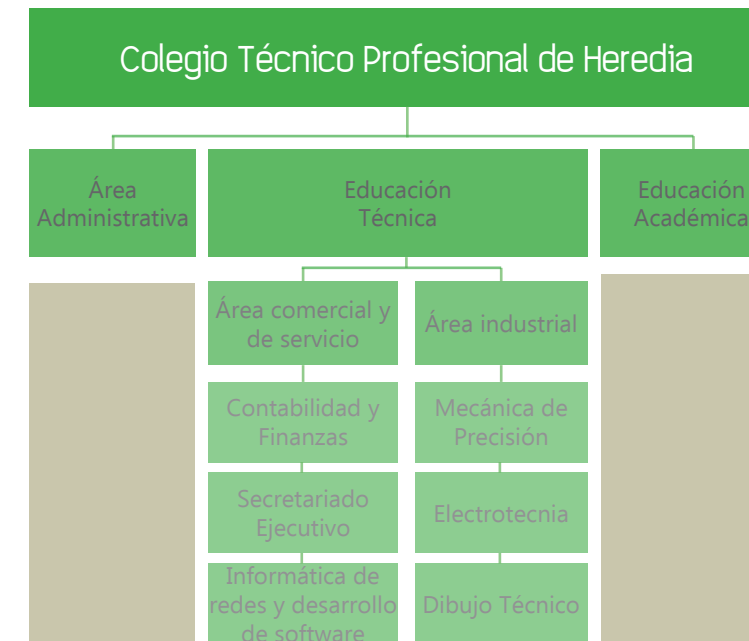 Colegio Técnico Profesional de Heredia
Área
Administrativa
Educación
Técnica
Educación
Académica
Área comercial y
de servicio
Área industrial
Contabilidad y
Finanzas
Mecánica de
Precisión
Secretariado
Ejecutivo
Electrotecnia
Informática de
redes y desarrollo
de software
Dibujo Técnico